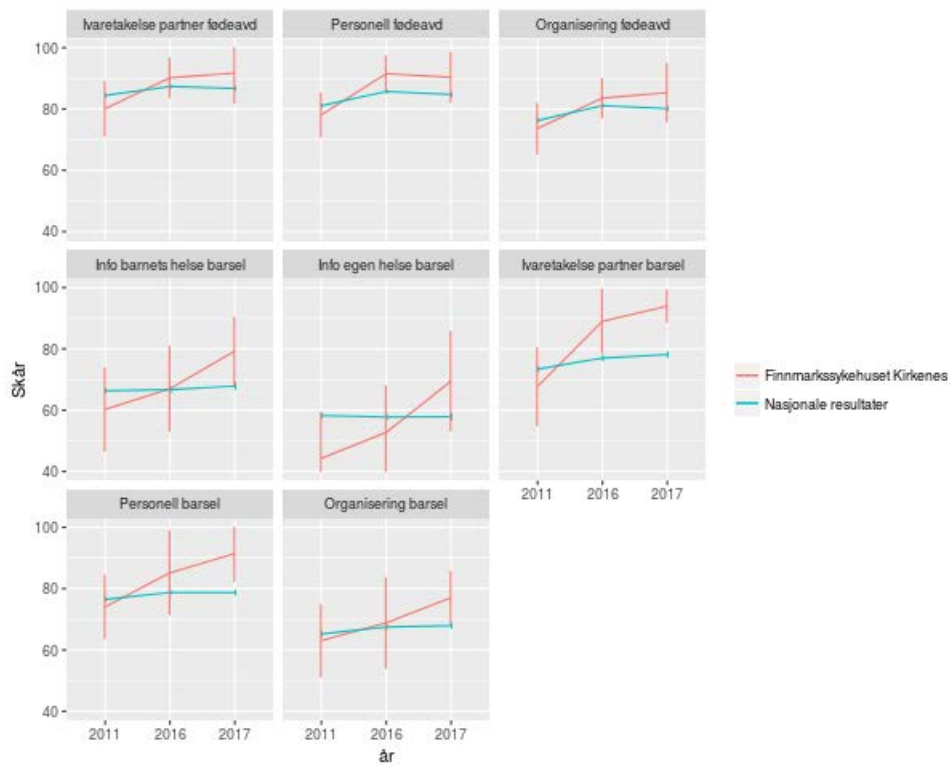 Ivaretakelse partner fødeavd
Personell fødeavd
Organisering fødeavd
100
80
60
40
Info barnets helse barsel
Info egen helse barsel
Ivaretakelse partner barsel
100
80
60
40
Skår
Finnmarkssykehuset Kirkenes
Nasjonale resultater
2011 2016 2017
Personell barsel
Organisering barsel
100
80
60
40
2011 2016 2017
2011 2016 2017
år